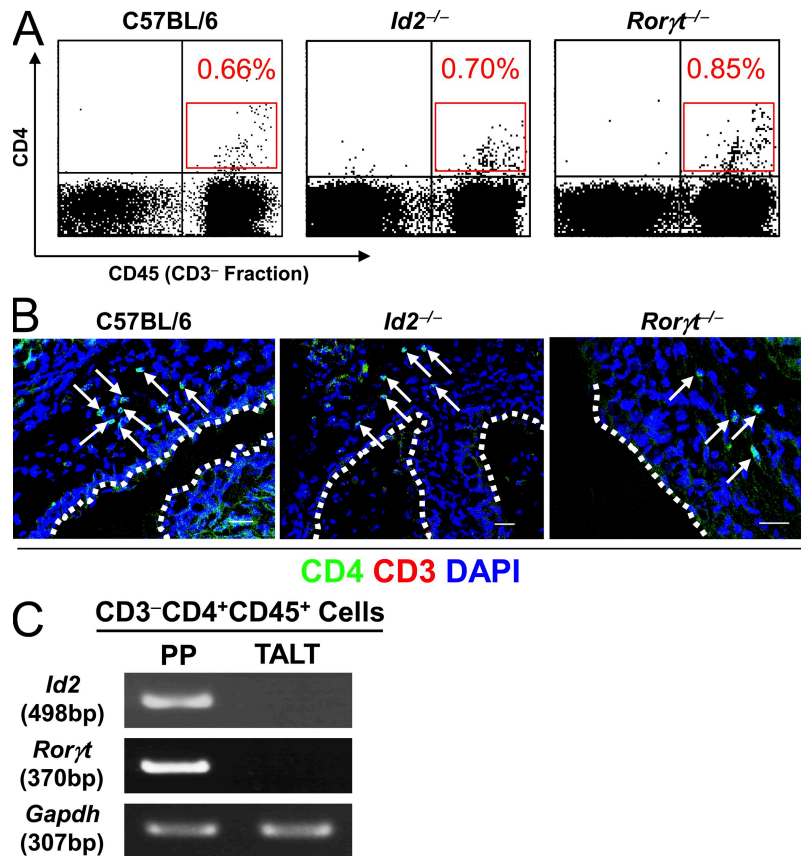 A
C57BL/6
Id2⁻/⁻
Rorγt⁻/⁻
0.66%
0.70%
0.85%
CD4
CD45 (CD3⁻ Fraction)
B
C57BL/6
Id2⁻/⁻
Rorγt⁻/⁻
CD4 CD3 DAPI
C
CD3⁻CD4⁺CD45⁺ Cells
PP
TALT
Id2
(498bp)
Rorγt
(370bp)
Gapdh
(307bp)